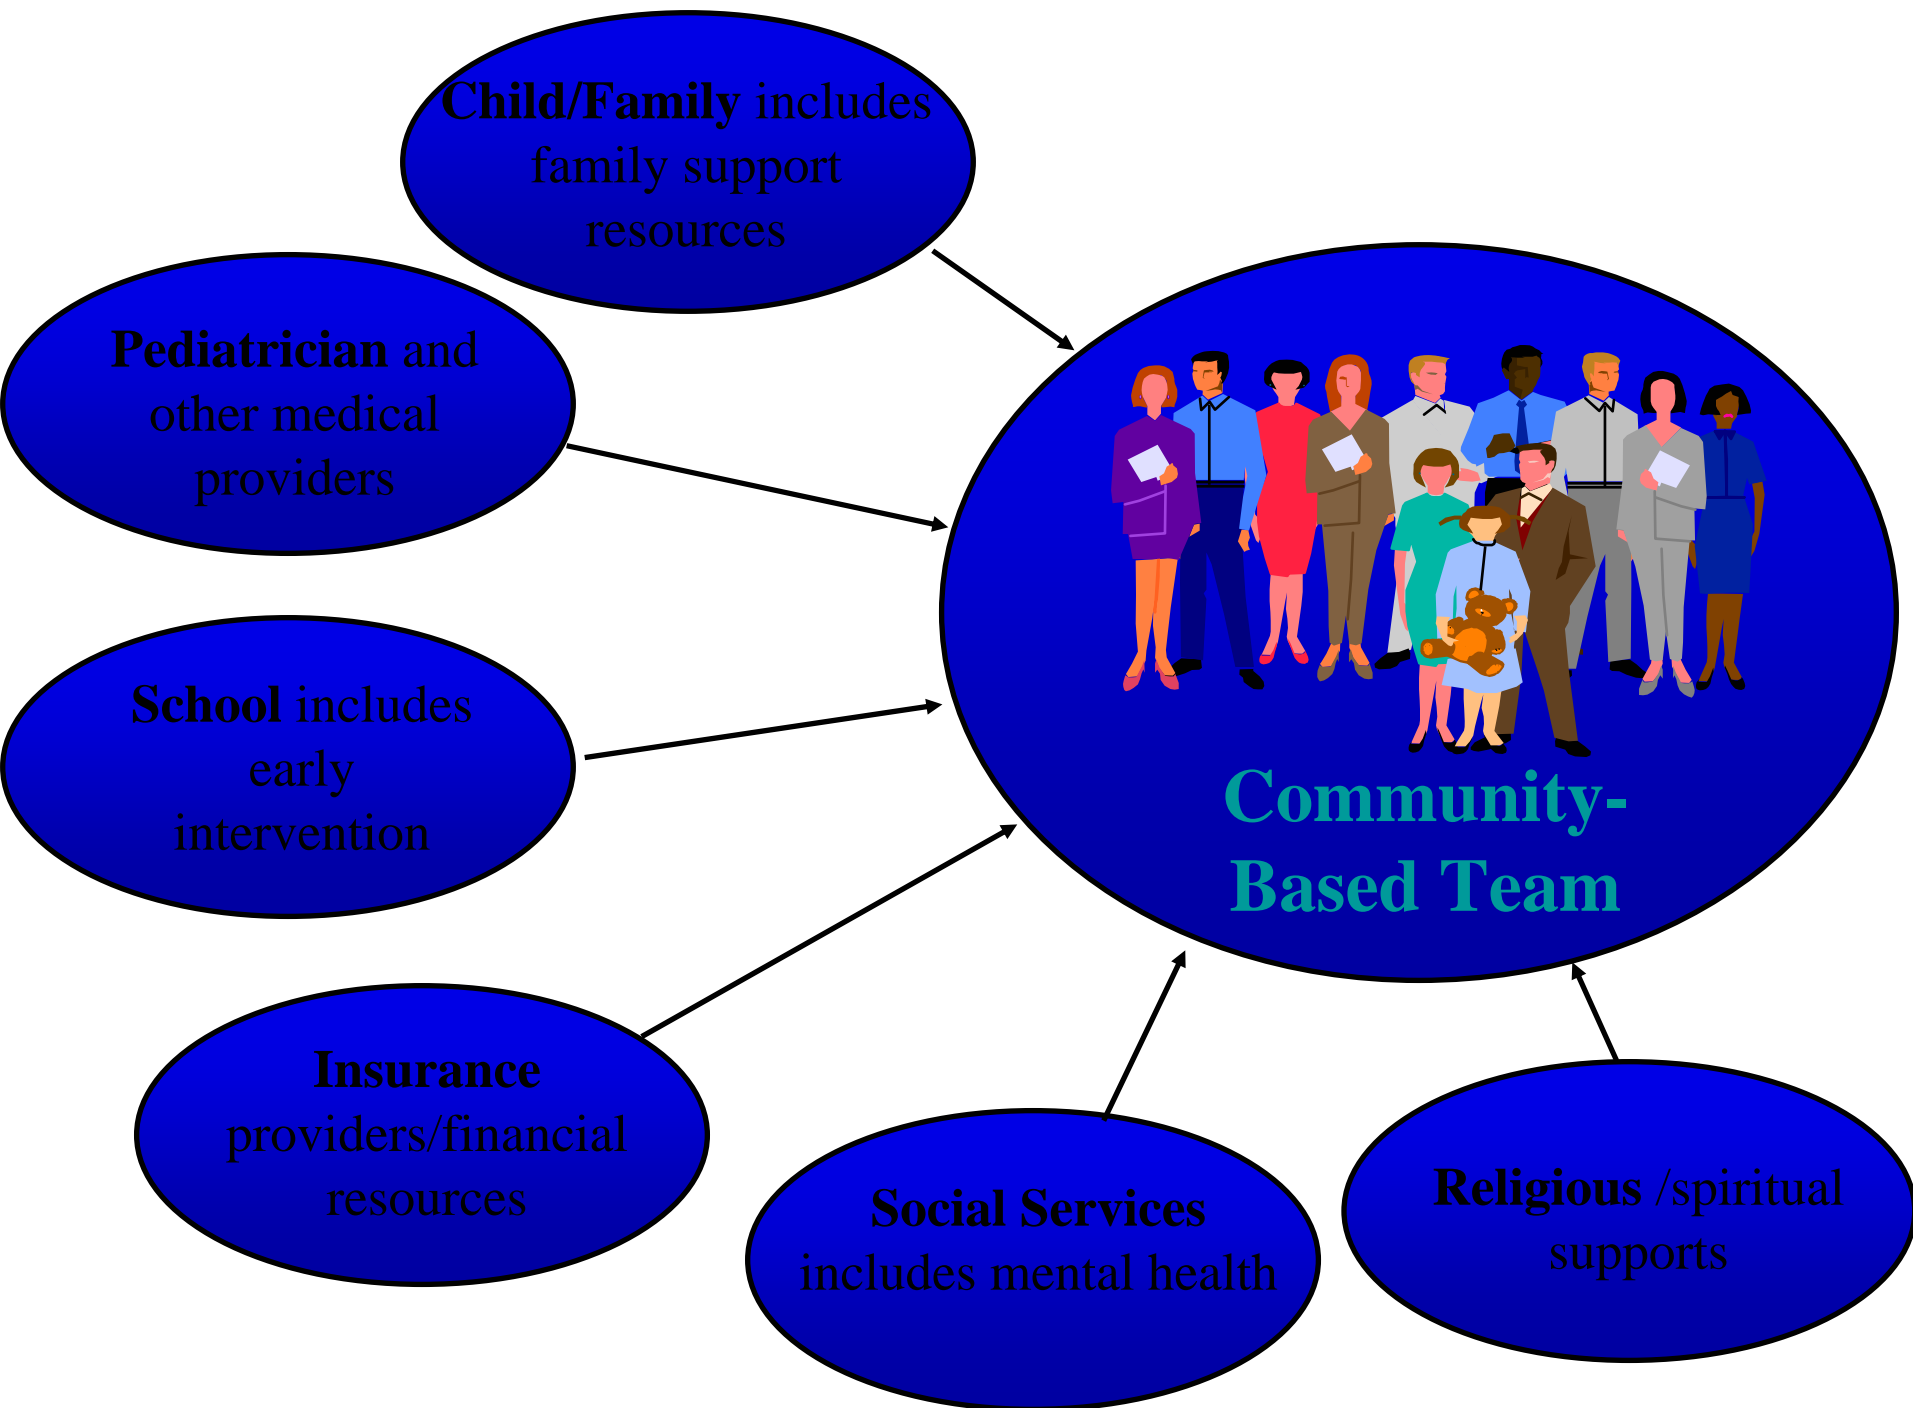 Child/Family includes
family support
resources
Pediatrician and
other medical
providers
School includes
early
intervention
Insurance
providers/financial
resources
Social Services
includes mental health
Religious /spiritual
supports
Community-
Based Team